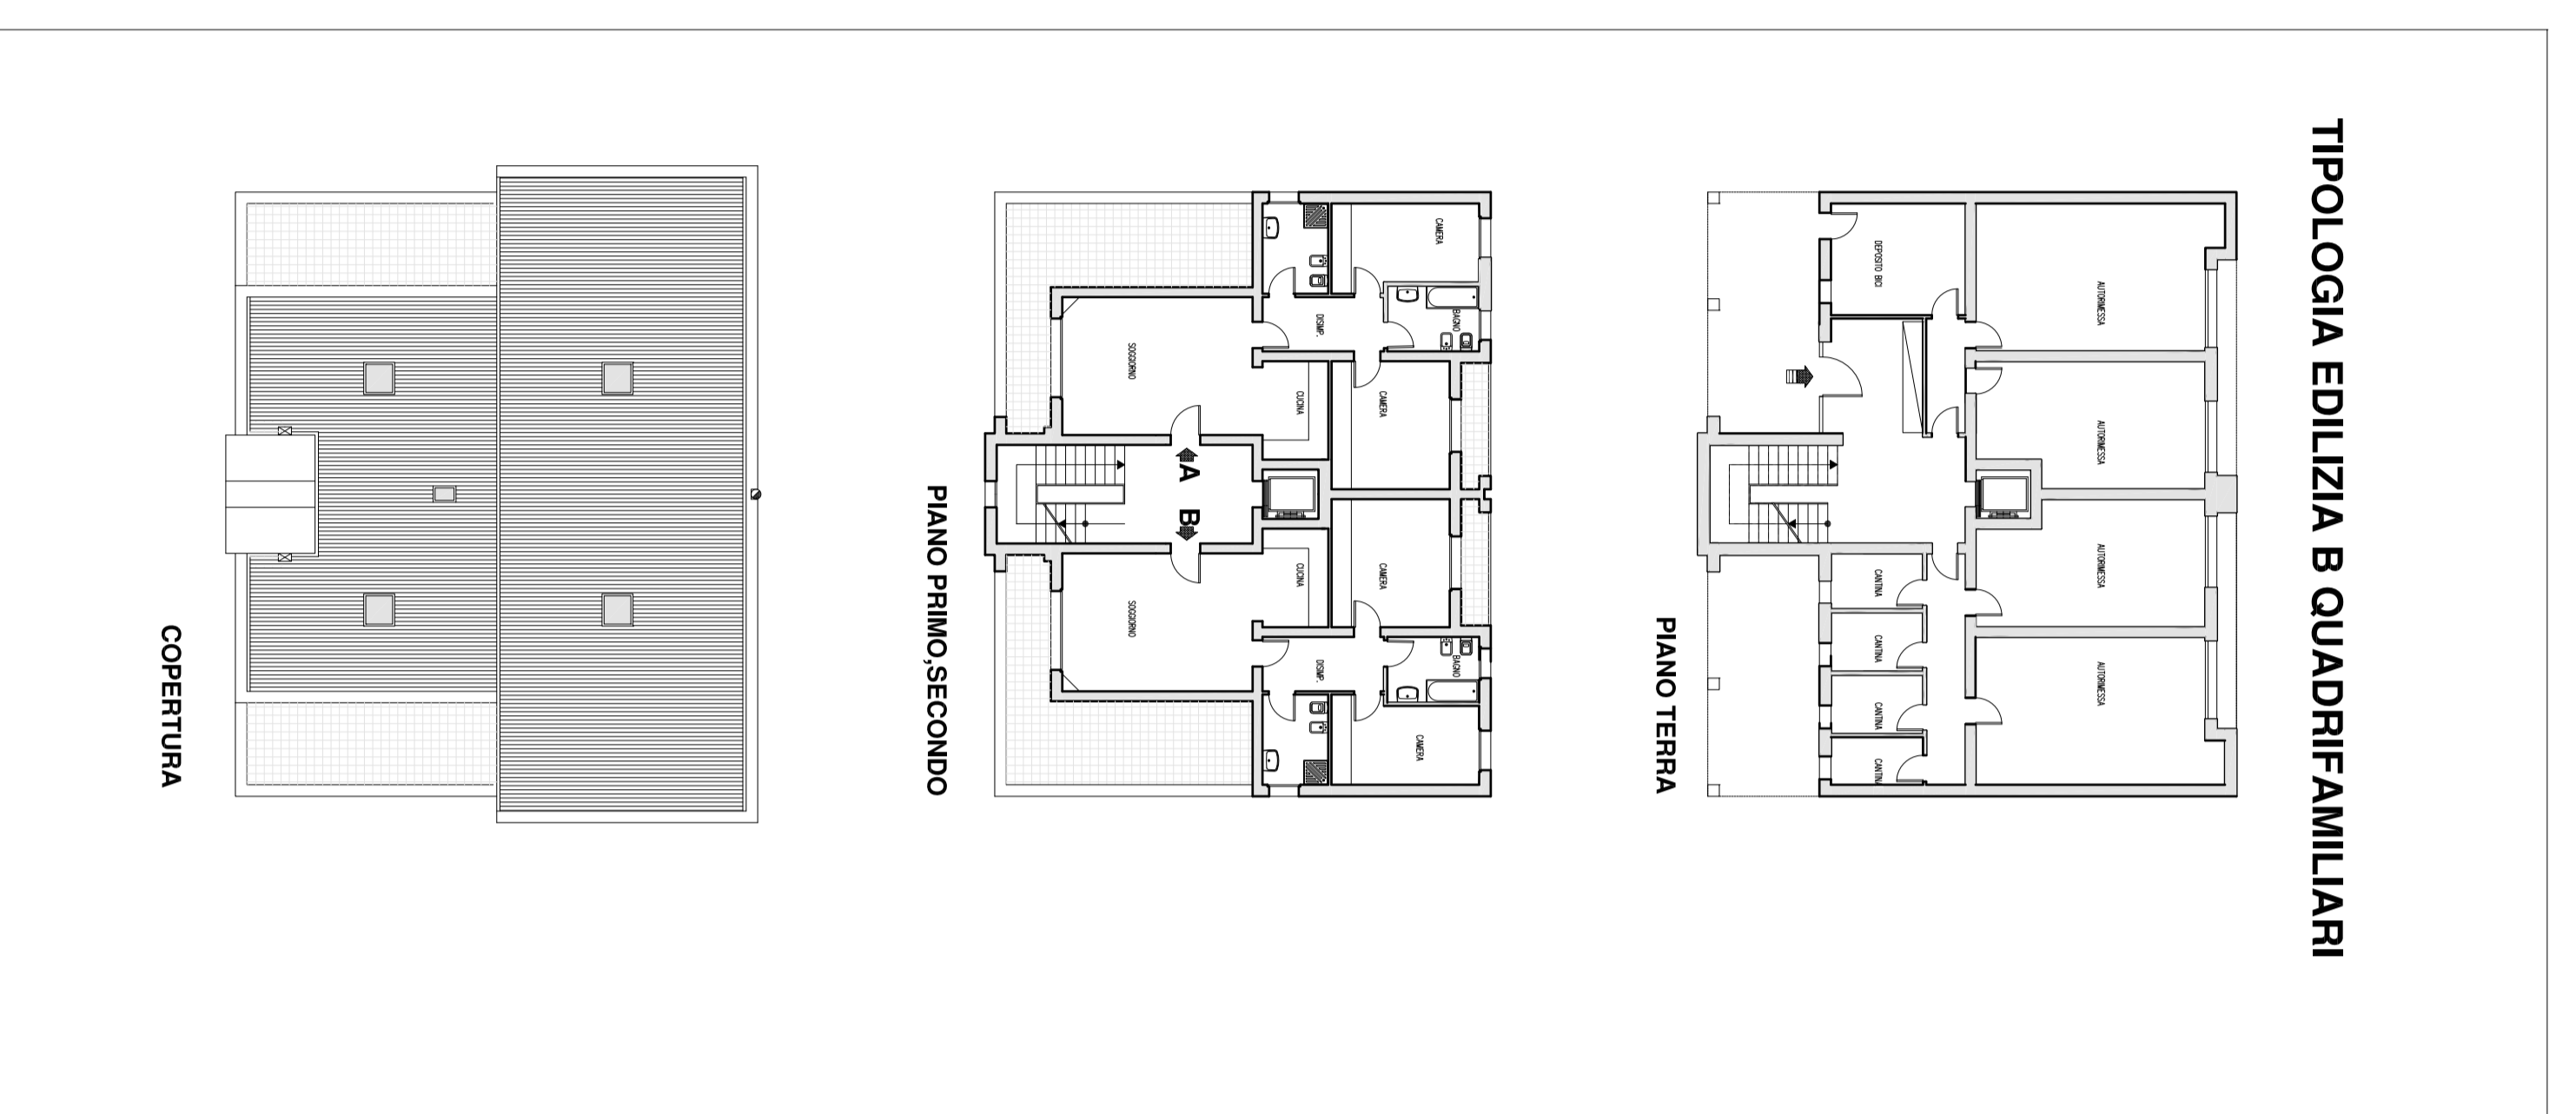 TIPOLOGIA EDILIZIA B QUADRIFAMILIARI
AUTORIMESSA
AUTORIMESSA
AUTORIMESSA
AUTORIMESSA
DEPOSITO BICI
CANTINA
CANTINA
CANTINA
CANTINA
PIANO TERRA
CAMERA
BAGNO
BAGNO
CAMERA
CAMERA
CAMERA
DISIMP.
DISIMP.
CUCINA
CUCINA
A B
SOGGIORNO
SOGGIORNO
PIANO PRIMO,SECONDO
COPERTURA